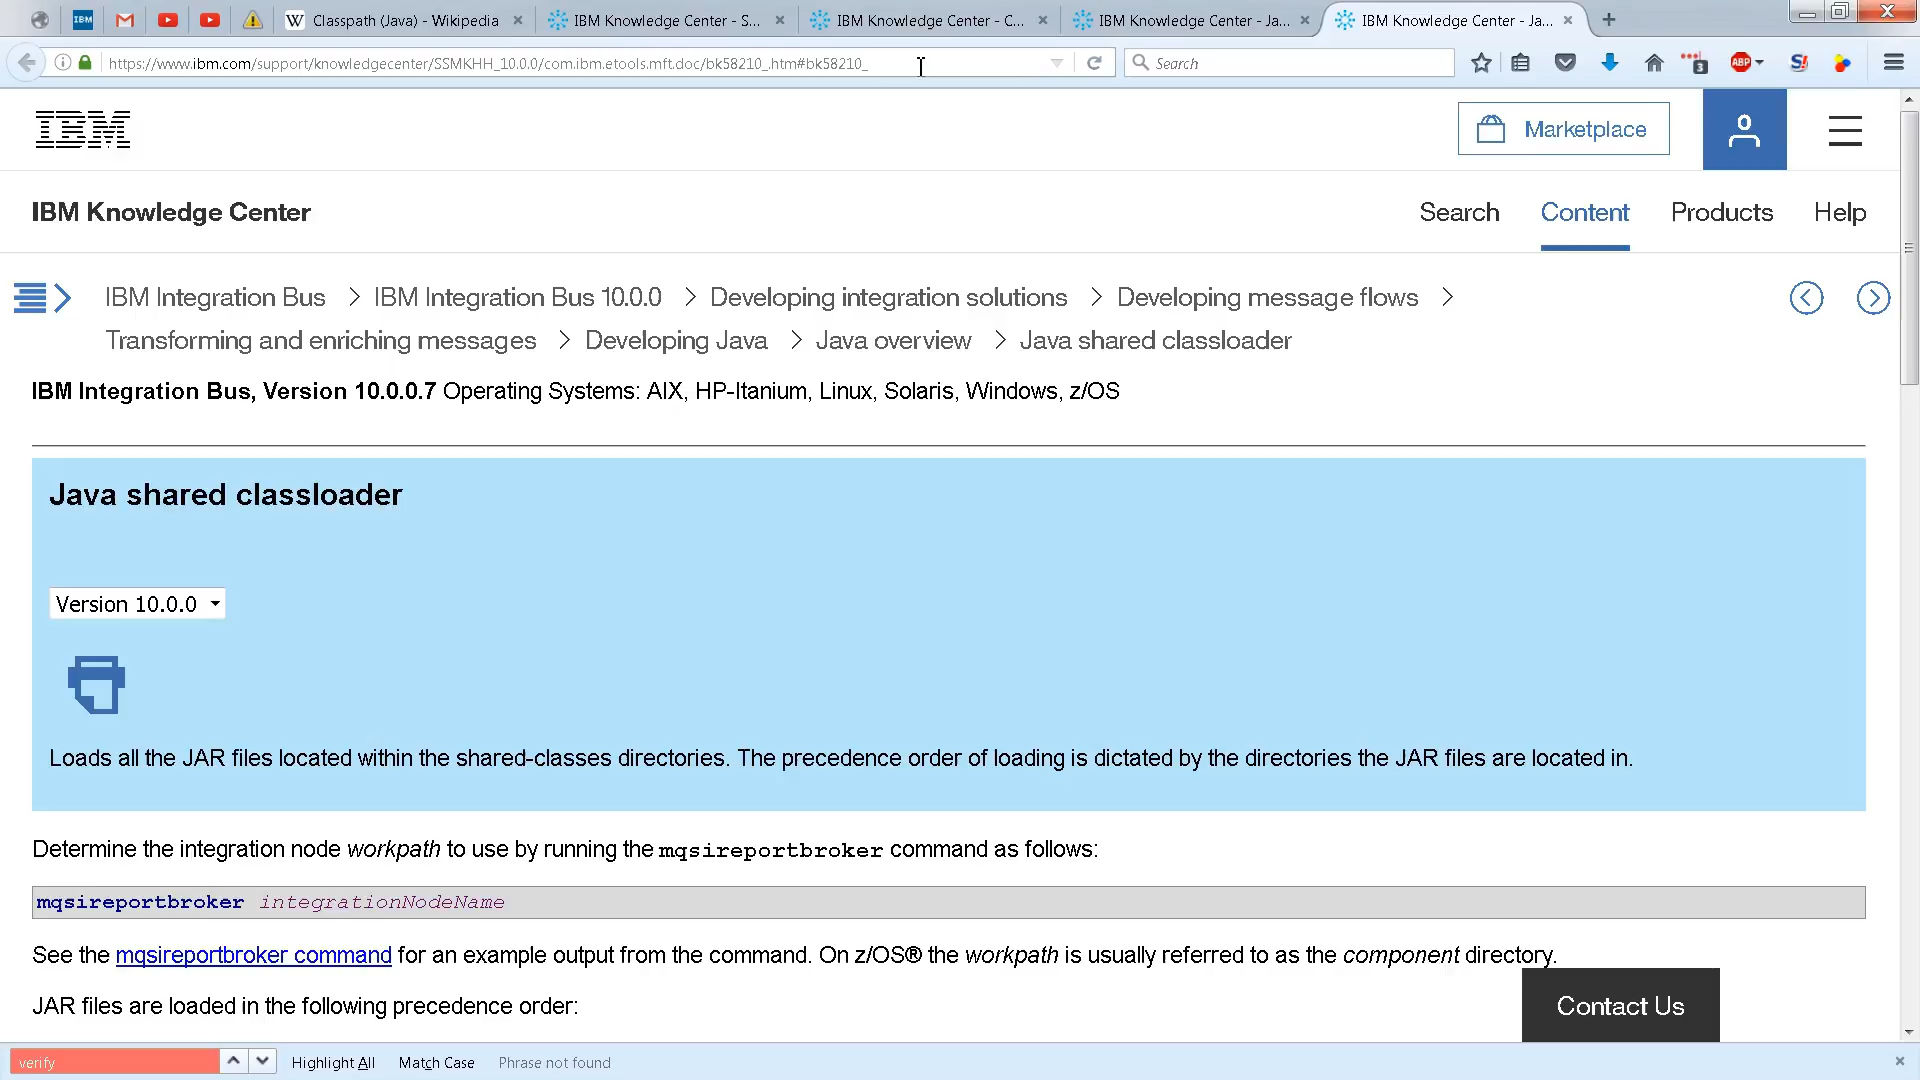 IBM
W Classpath (Java) - Wikipedia
IBM Knowledge Center - S...
IBM Knowledge Center - C...
IBM Knowledge Center - Ja...
IBM Knowledge Center - Ja...
https://www.ibm.com/support/knowledgecenter/SSMKHH_10.0.0/com.ibm.etools.mft.doc/bk58210_.htm#bk58210_
Search
3
ABP
S!
IBM
Marketplace
IBM Knowledge Center
Search
Content
Products
Help
IBM Integration Bus > IBM Integration Bus 10.0.0 > Developing integration solutions > Developing message flows >
Transforming and enriching messages > Developing Java > Java overview > Java shared classloader
IBM Integration Bus, Version 10.0.0.7 Operating Systems: AIX, HP-Itanium, Linux, Solaris, Windows, z/OS
Java shared classloader
Version 10.0.0
Loads all the JAR files located within the shared-classes directories. The precedence order of loading is dictated by the directories the JAR files are located in.
Determine the integration node workpath to use by running the mqsireportbroker command as follows:
mqsireportbroker integrationNodeName
See the mqsireportbroker command for an example output from the command. On z/OS® the workpath is usually referred to as the component directory.
JAR files are loaded in the following precedence order:
Contact Us
verify
Highlight All
Match Case
Phrase not found